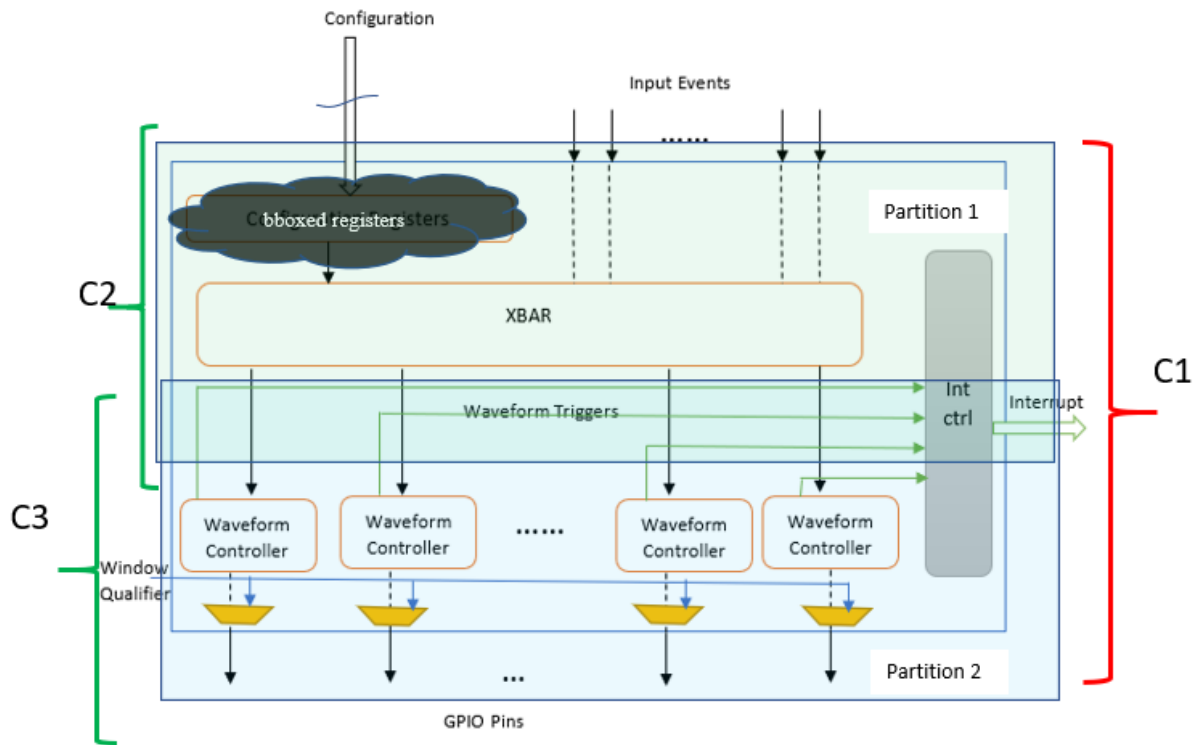 Configuration
Input Events
......
Partition 1
bboxed registers
C2
XBAR
C1
Int
ctrl
Interrupt
Waveform Triggers
C3
Waveform
Controller
Waveform
Controller
......
Waveform
Controller
Waveform
Controller
Window
Qualifier
Partition 2
...
GPIO Pins